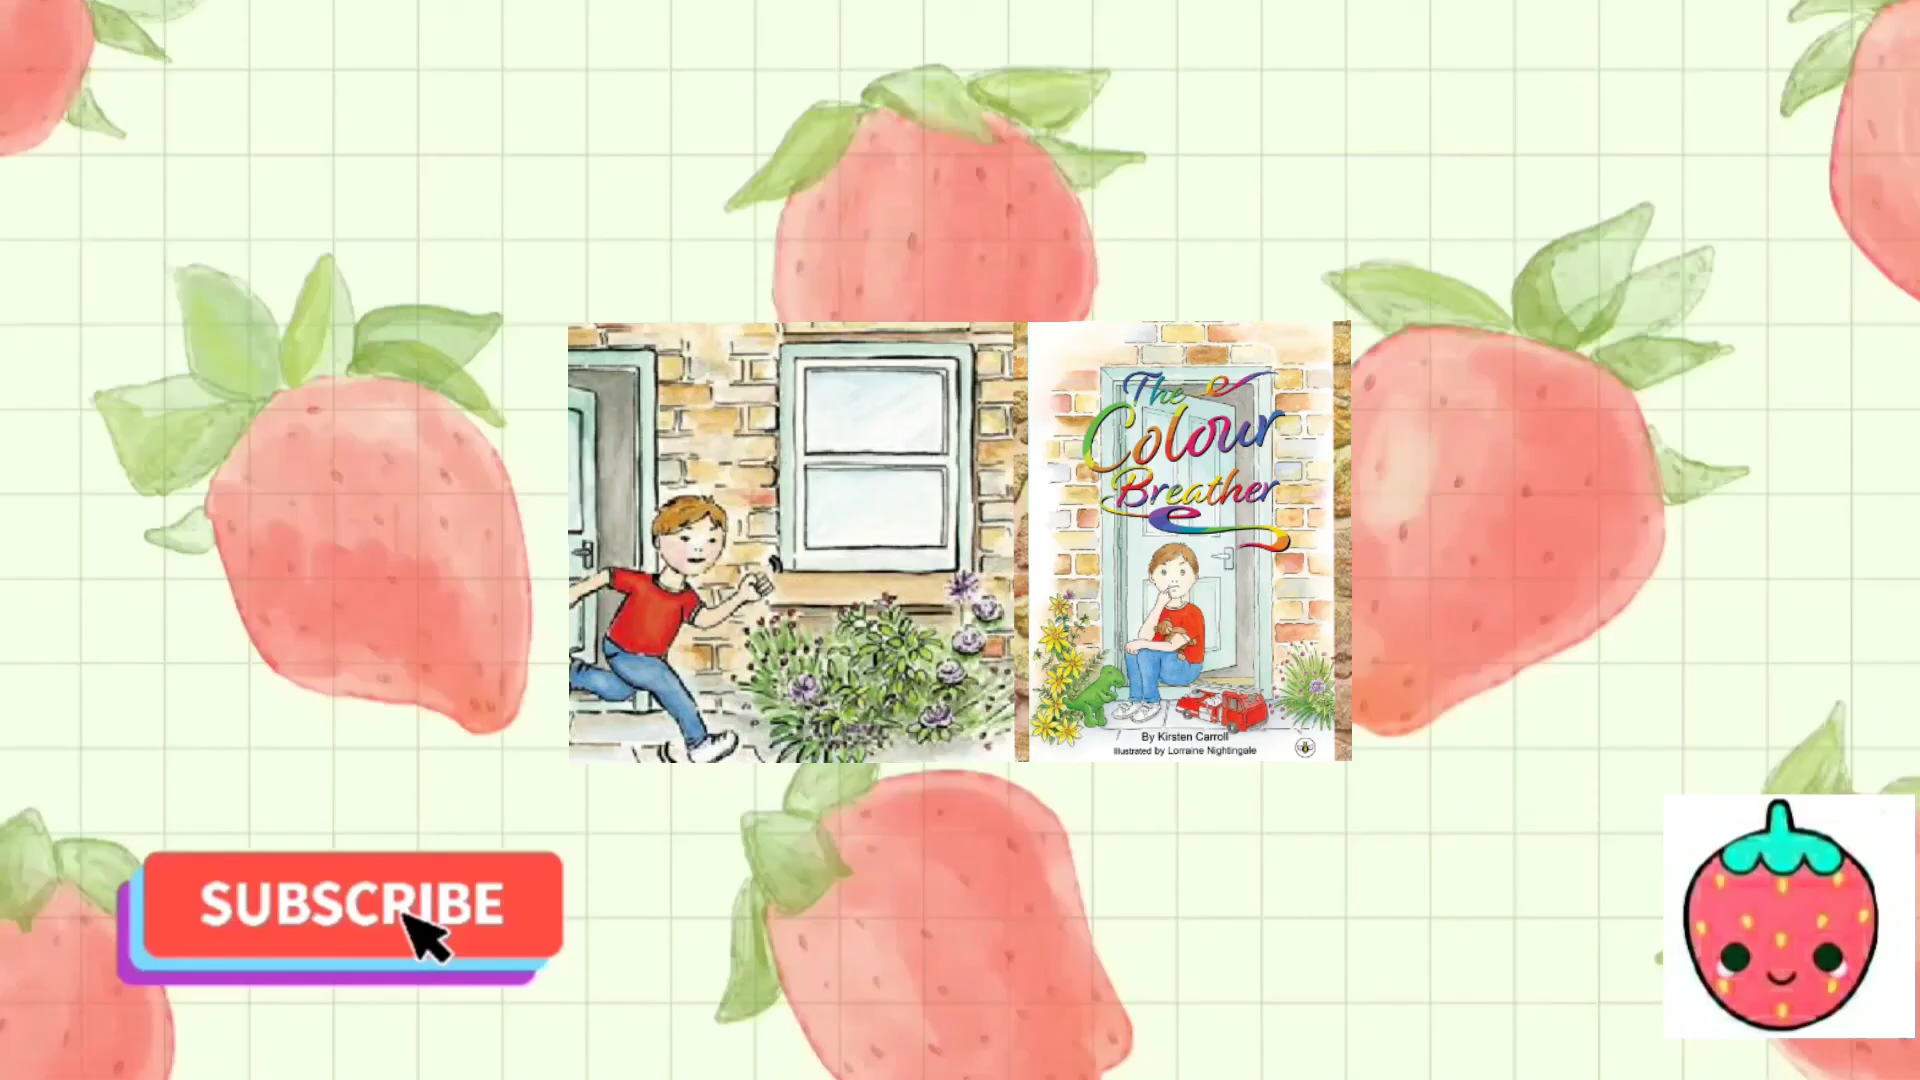 The
Colour
Breather
By Kirsten Carroll
Illustrated by Lorraine Nightingale
SUBSCRIBE